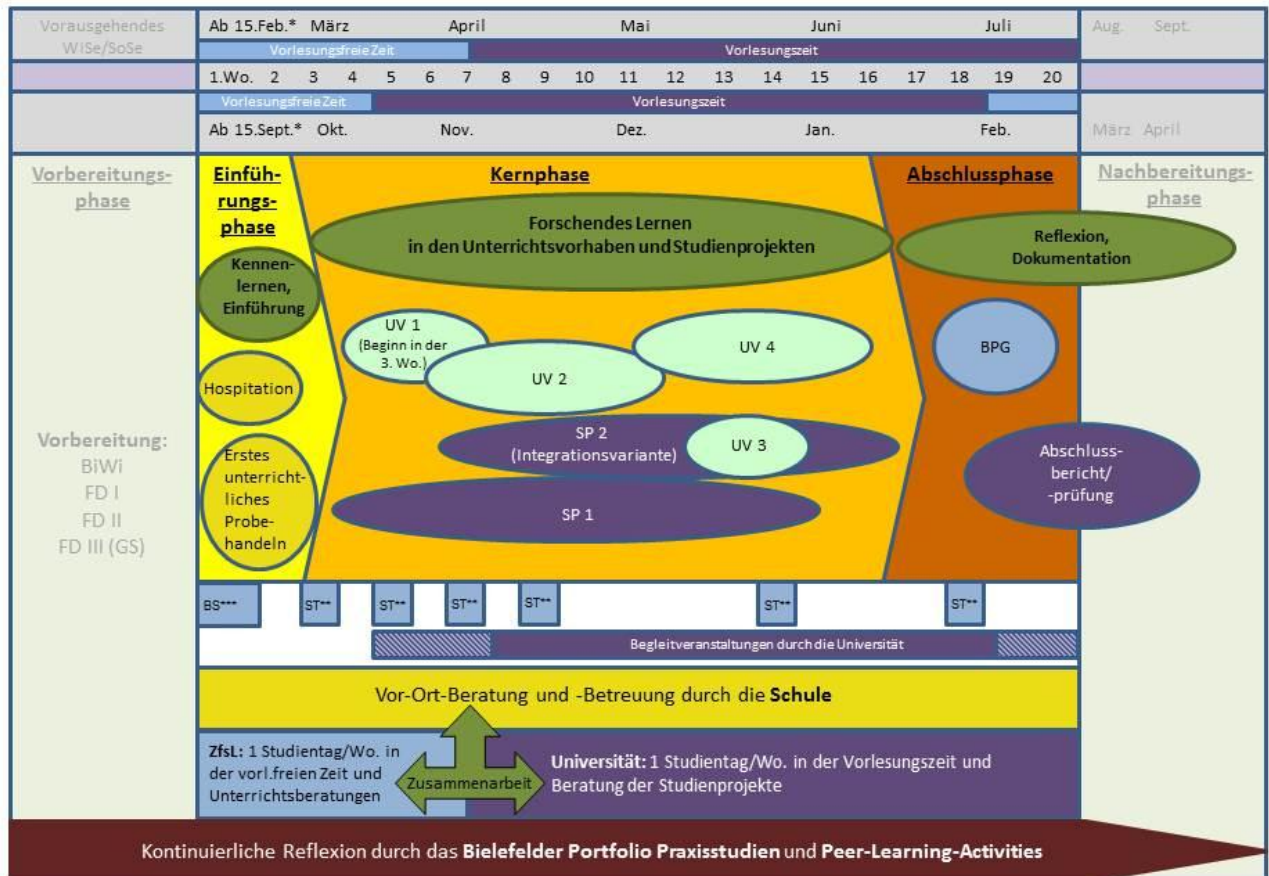 Vorausgehendes
WiSe/SoSe
Ab 15.Feb.* März April Mai Juni Juli
Aug. Sept.
Vorlesungsfreie Zeit Vorlesungszeit
1.Wo. 2 3 4 5 6 7 8 9 10 11 12 13 14 15 16 17 18 19 20
Vorlesungsfreie Zeit Vorlesungszeit
Ab 15.Sept.* Okt. Nov. Dez. Jan. Feb.
März April
Vorbereitungs-
phase
Vorbereitung:
BiWi
FD I
FD II
FD III (GS)
Einfüh-
rungs-
phase
Kennen-
lernen,
Einführung
Hospitation
Erstes
unterricht-
liches
Probe-
handeln
Kernphase
Forschendes Lernen
in den Unterrichtsvorhaben und Studienprojekten
UV 1
(Beginn in der
3. Wo.)
UV 2
UV 4
SP 2
(Integrationsvariante)
UV 3
SP 1
Abschlussphase
Reflexion,
Dokumentation
BPG
Abschluss-
bericht/
-prüfung
Nachbereitungs-
phase
BS*** ST** ST** ST** ST** ST** ST**
Begleitveranstaltungen durch die Universität
Vor-Ort-Beratung und -Betreuung durch die Schule
ZfsL: 1 Studientag/Wo. in
der vorl.freien Zeit und
Unterrichtsberatungen
Zusammenarbeit
Universität: 1 Studientag/Wo. in der Vorlesungszeit und
Beratung der Studienprojekte
Kontinuierliche Reflexion durch das Bielefelder Portfolio Praxisstudien und Peer-Learning-Activities